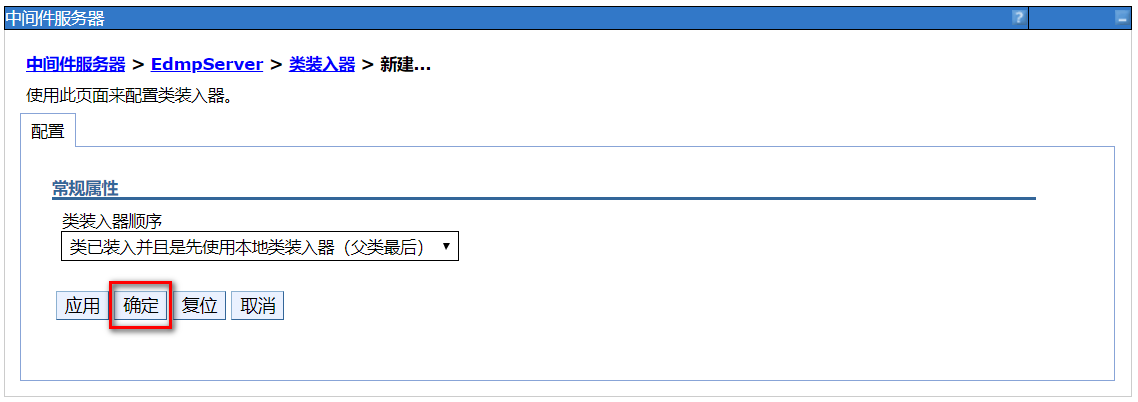 中间件服务器 ?
中间件服务器 > EdmpServer > 类装入器 > 新建...
使用此页面来配置类装入器。
配置
常规属性
类装入器顺序
类已装入并且是先使用本地类装入器（父类最后）
应用 确定 复位 取消